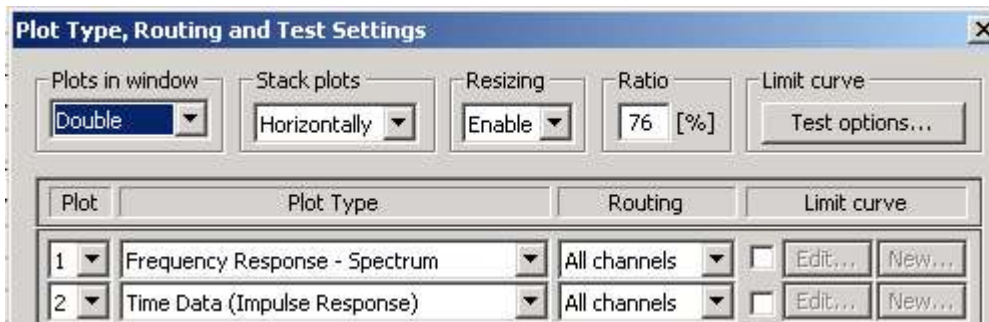 Plot Type, Routing and Test Settings
Plots in window Stack plots Resizing Ratio Limit curve
Double Horizontally Enable 76 [%] Test options...
Plot Plot Type Routing Limit curve
1 Frequency Response - Spectrum All channels Edit... New...
2 Time Data (Impulse Response) All channels Edit... New...